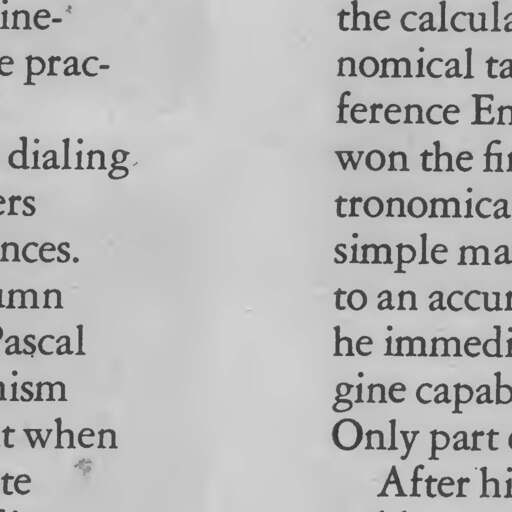 ine-
e prac-
dialing
ers
nces.
umn
Pascal
nism
t when
te
the calcula
nomical ta
ference En
won the fir
tronomica
simple ma
to an accur
he immedi
gine capab
Only part
After hi